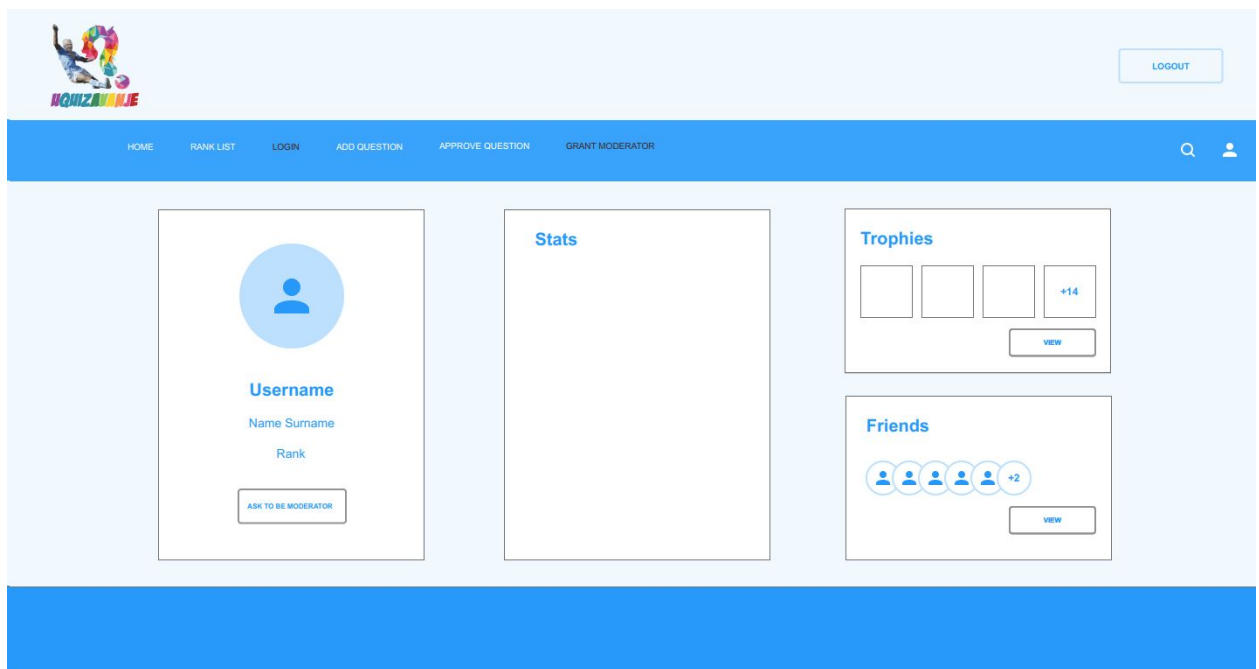 UQUIZAVANJE
LOGOUT
HOME RANK LIST LOGIN ADD QUESTION APPROVE QUESTION GRANT MODERATOR
Username
Name Surname
Rank
ASK TO BE MODERATOR
Stats
Trophies
+14
VIEW
Friends
+2
VIEW